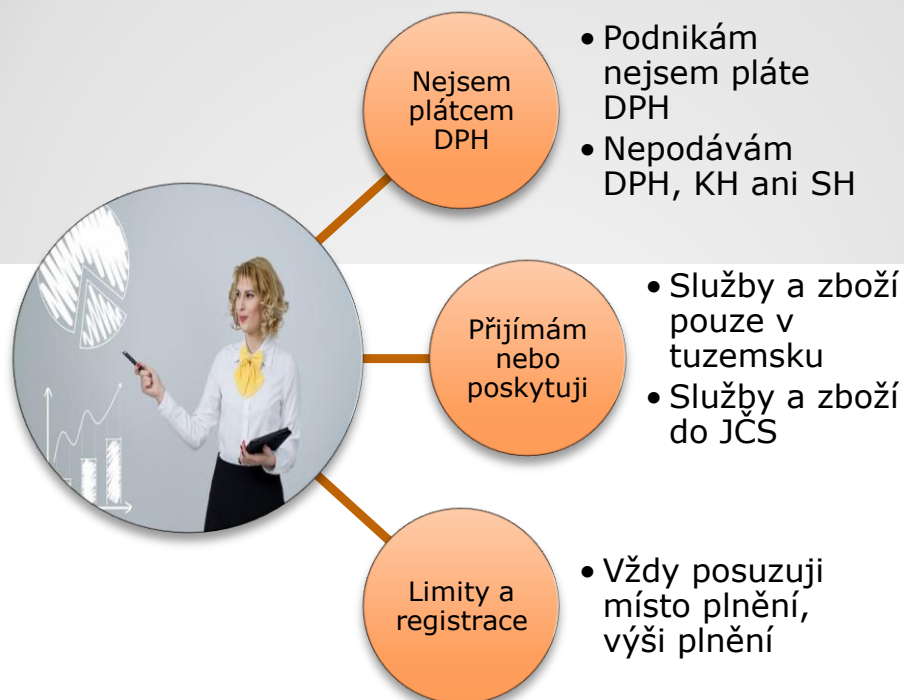 Nejsem
plátcem
DPH
• Podnikám
nejsem pláte
DPH
• Nepodávám
DPH, KH ani SH
Přijímám
nebo
poskytuji
• Služby a zboží
pouze v
tuzemsku
• Služby a zboží
do JČS
Limity a
registrace
• Vždy posuzuji
místo plnění,
výši plnění